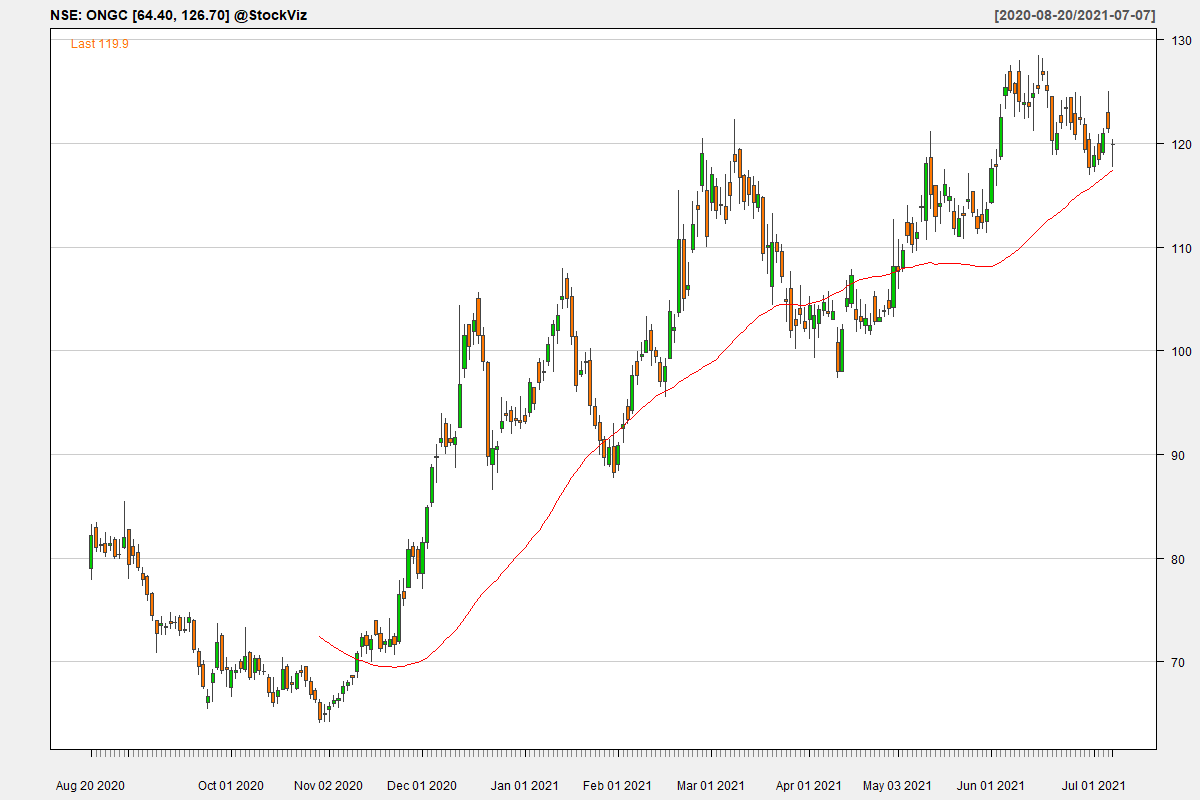 NSE: ONGC [64.40, 126.70] @StockViz
[2020-08-20/2021-07-07]
Last 119.9
130
120
110
100
90
80
70
Aug 20 2020
Oct 01 2020
Nov 02 2020
Dec 01 2020
Jan 01 2021
Feb 01 2021
Mar 01 2021
Apr 01 2021
May 03 2021
Jun 01 2021
Jul 01 2021